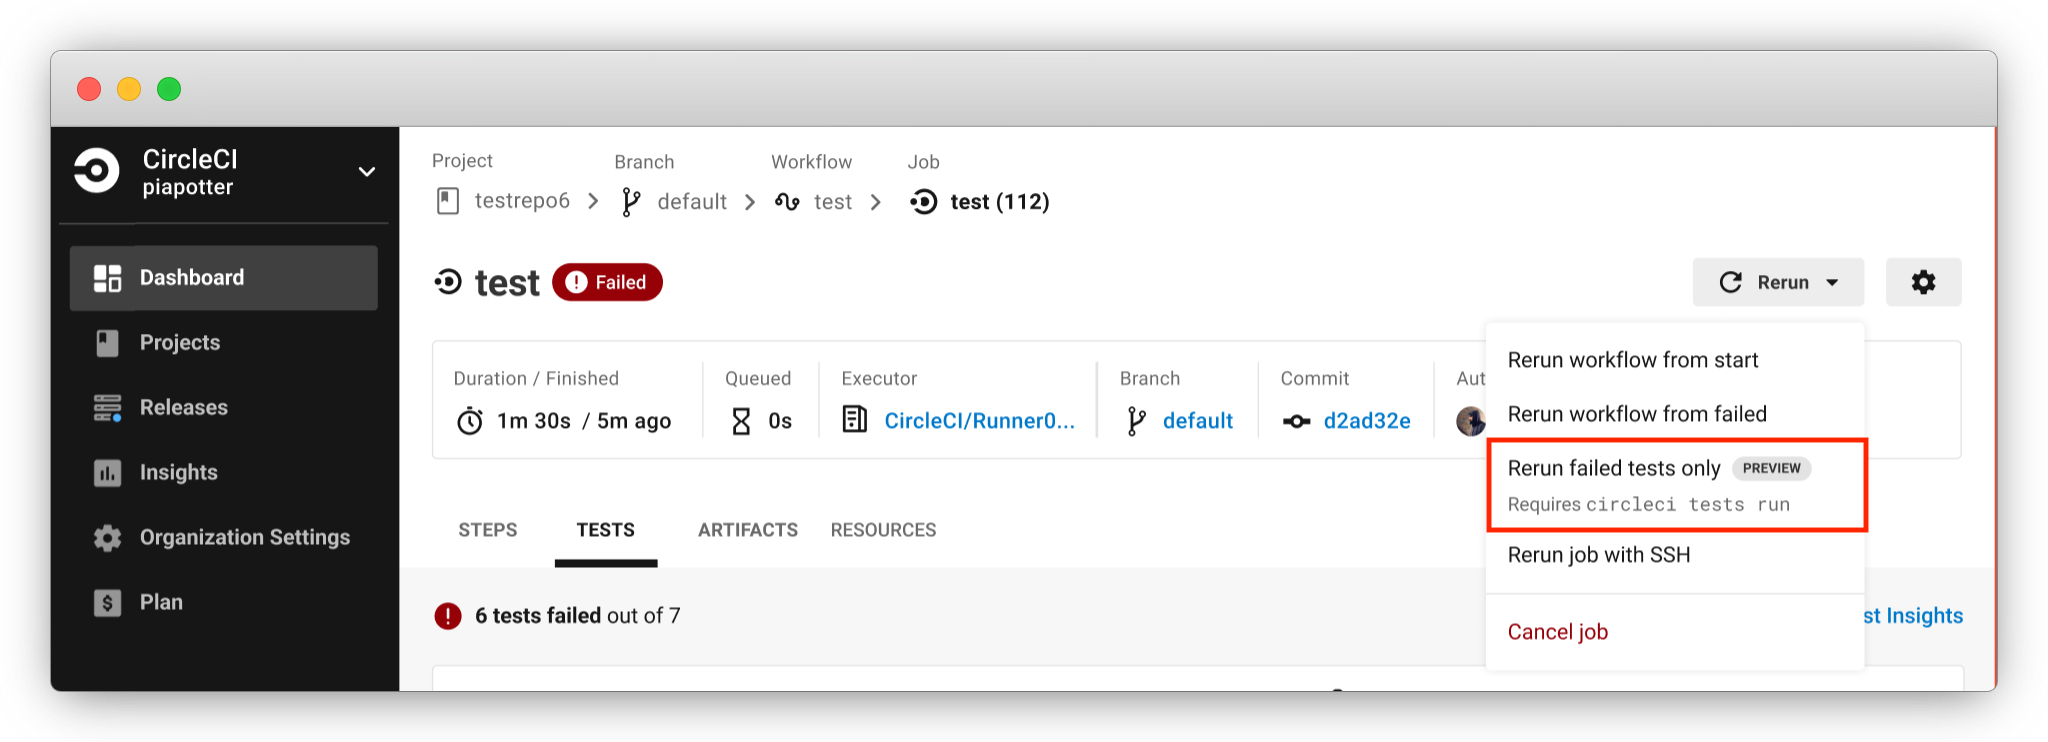 CircleCI
piapotter
Dashboard
Projects
Releases
Insights
Organization Settings
Plan
Project Branch Workflow Job
testrepo6 default test test (112)
test Failed
Rerun
Duration / Finished Queued Executor Branch Commit Aut
1m 30s / 5m ago 0s CircleCI/Runner0... default d2ad32e
Rerun workflow from start
Rerun workflow from failed
Rerun failed tests only PREVIEW
Requires circleci tests run
Rerun job with SSH
Cancel job
STEPS TESTS ARTIFACTS RESOURCES
6 tests failed out of 7
st Insights